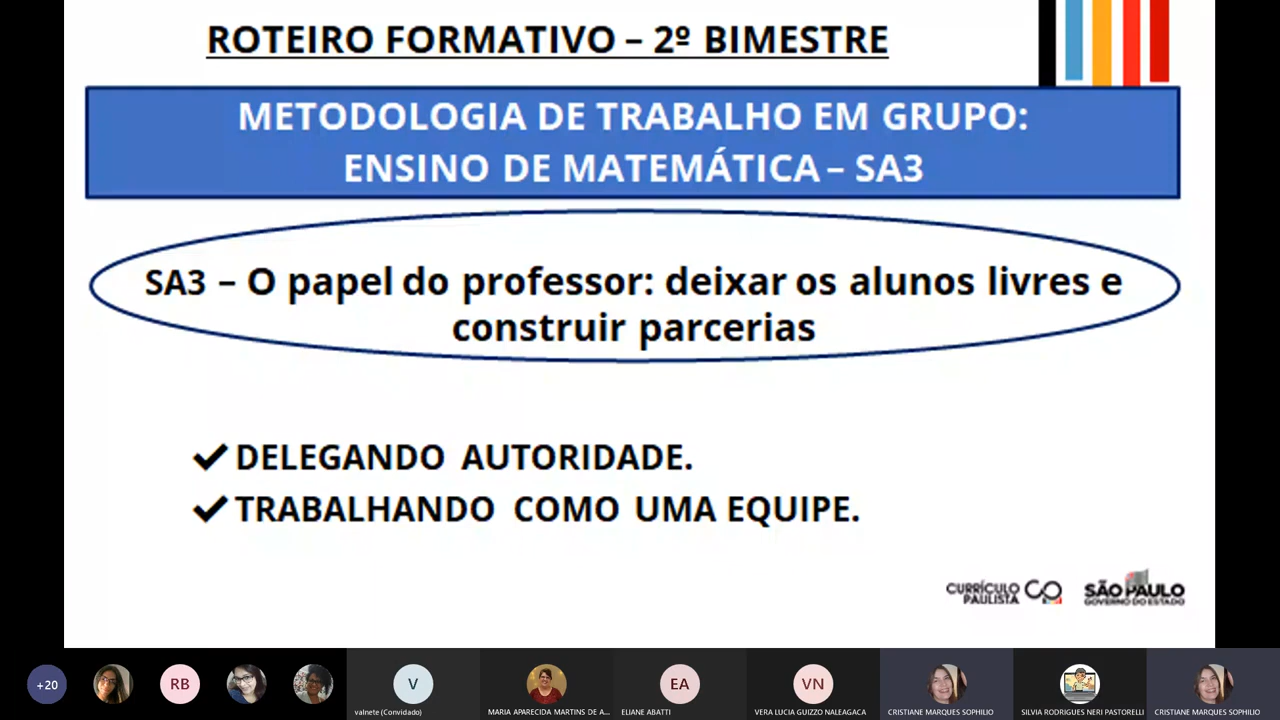 ROTEIRO FORMATIVO – 2º BIMESTRE
METODOLOGIA DE TRABALHO EM GRUPO:
ENSINO DE MATEMÁTICA – SA3
SA3 – O papel do professor: deixar os alunos livres e
construir parcerias
✔ DELEGANDO AUTORIDADE.
✔ TRABALHANDO COMO UMA EQUIPE.
CURRÍCULO
PAULISTA
SÃO PAULO
GOVERNO DO ESTADO
+20
RB
V
EA
VN
valnete (Convidado)
MARIA APARECIDA MARTINS DE A...
ELIANE ABATTI
VERA LUCIA GUIZZO NALEAGACA
CRISTIANE MARQUES SOPHILIO
SILVIA RODRIGUES NERI PASTORELLI
CRISTIANE MARQUES SOPHILIO